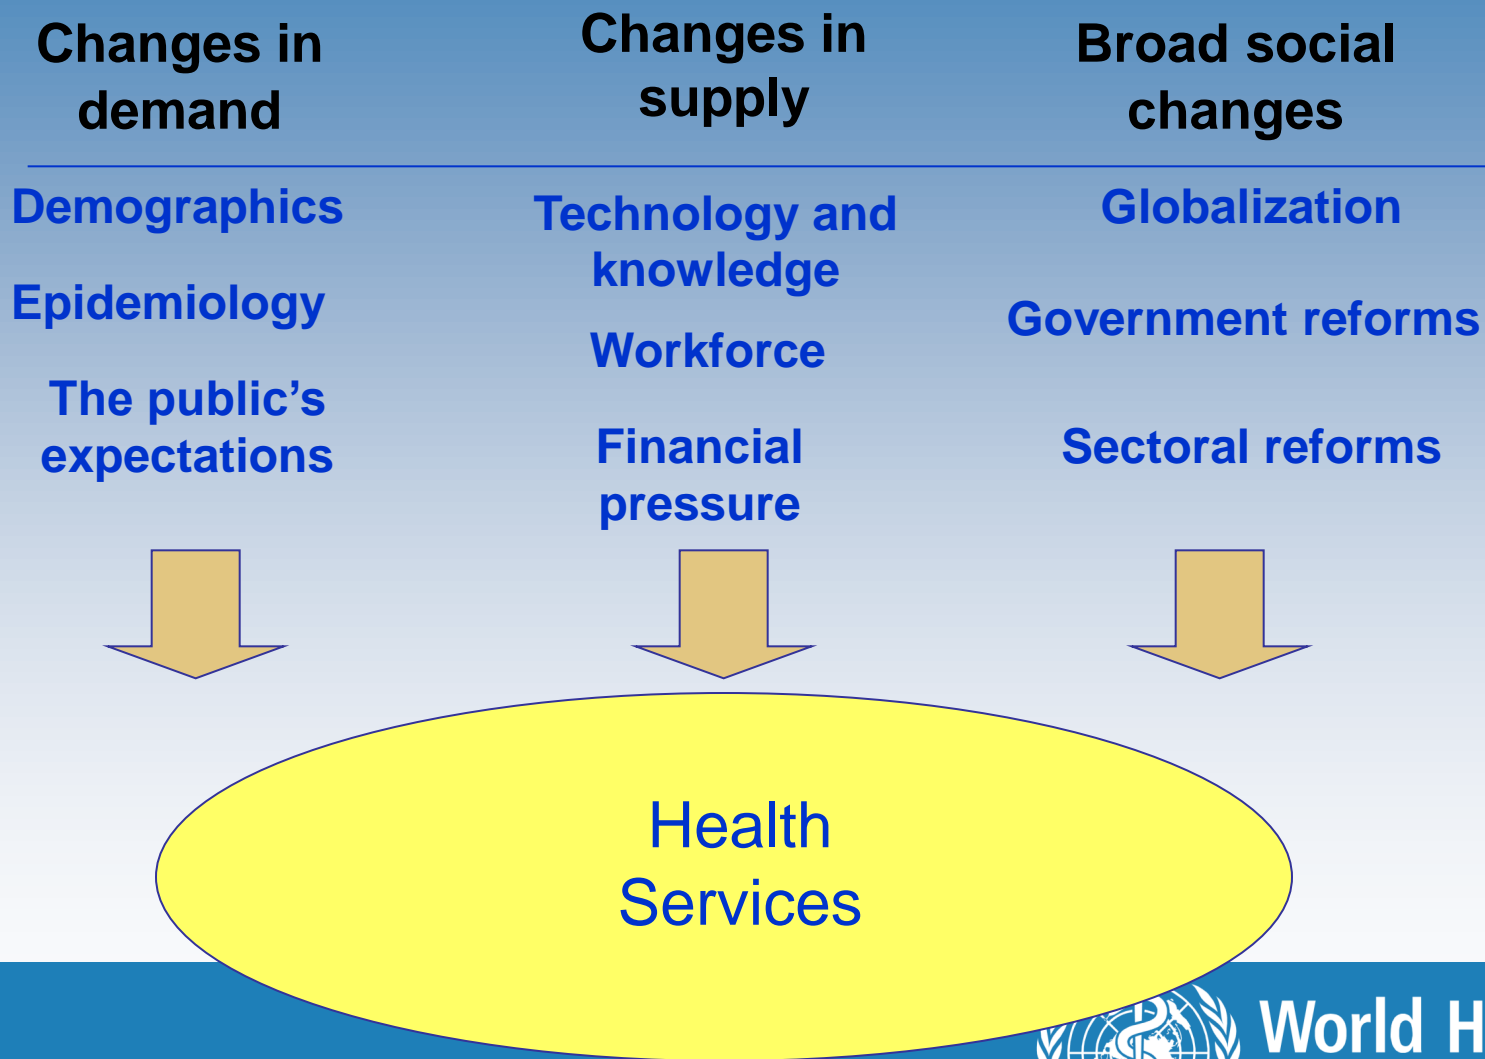 Changes in
demand
Changes in
supply
Broad social
changes
Demographics
Epidemiology
The public’s
expectations
Technology and
knowledge
Workforce
Financial
pressure
Globalization
Government reforms
Sectoral reforms
Health
Services
World H